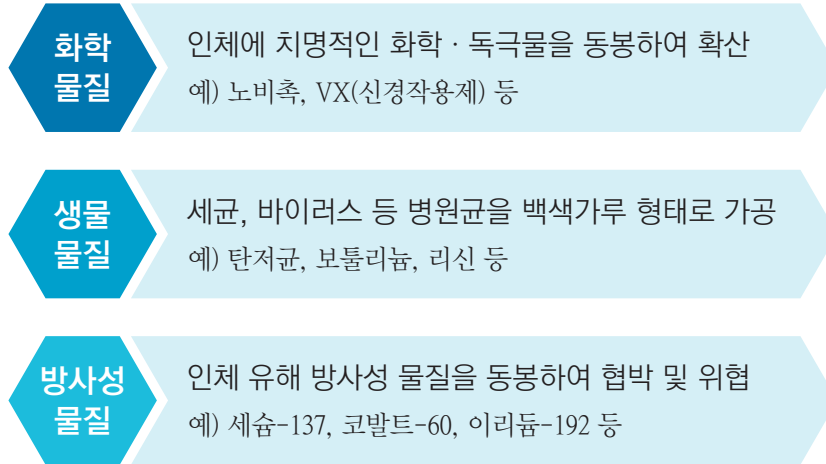 화학
물질
인체에 치명적인 화학 · 독극물을 동봉하여 확산
예) 노비촉, VX(신경작용제) 등
생물
물질
세균, 바이러스 등 병원균을 백색가루 형태로 가공
예) 탄저균, 보툴리늄, 리신 등
방사성
물질
인체 유해 방사성 물질을 동봉하여 협박 및 위협
예) 세슘-137, 코발트-60, 이리듐-192 등